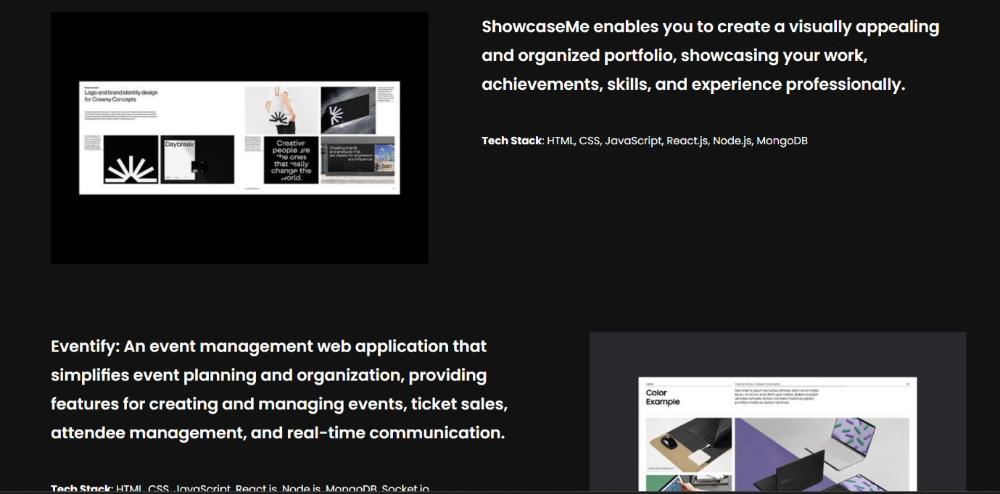 ShowcaseMe enables you to create a visually appealing
and organized portfolio, showcasing your work,
achievements, skills, and experience professionally.
Tech Stack: HTML, CSS, JavaScript, React.js, Node.js, MongoDB
Logo and brand identity design
for Creamy Concepts
Daybreak
Creative
people are
the ones
that really
change the
world.
Creating brands
and products that
are vessels for expression
and influence.
Eventify: An event management web application that
simplifies event planning and organization, providing
features for creating and managing events, ticket sales,
attendee management, and real-time communication.
Tech Stack: HTML, CSS, JavaScript, React.js, Node.js, MongoDB, Socket.io
Color
Example